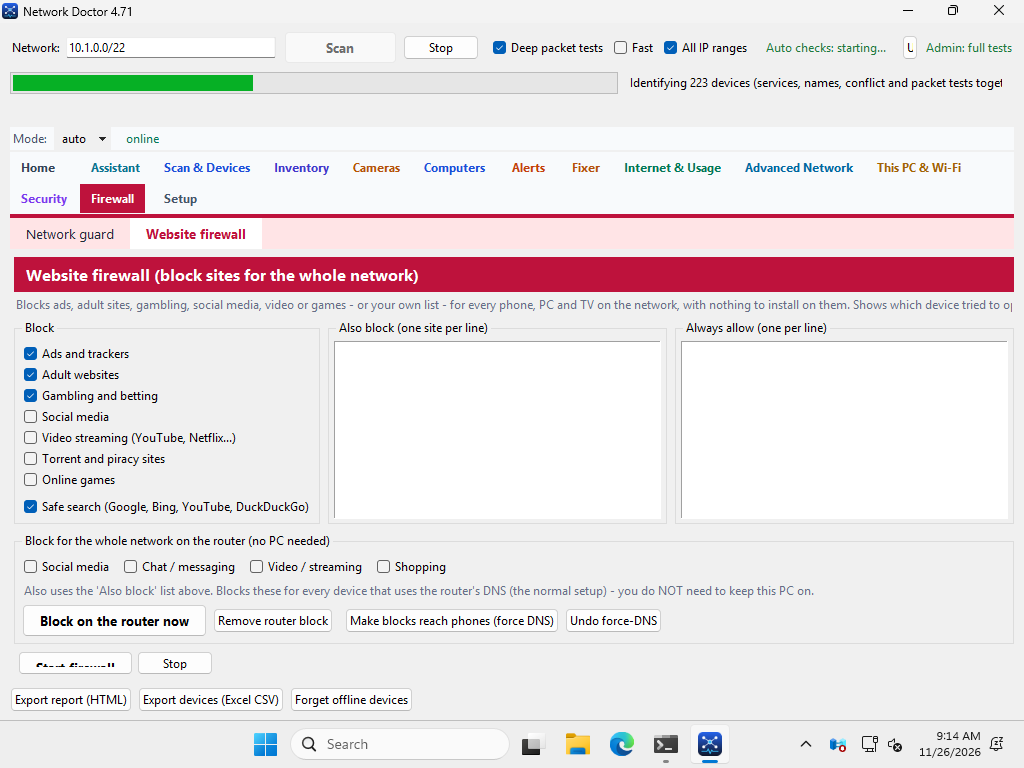 Network Doctor 4.71
Network: 10.1.0.0/22 Scan Stop Deep packet tests Fast All IP ranges Auto checks: starting... Admin: full tests
Identifying 223 devices (services, names, conflict and packet tests
Mode: auto online
Home Assistant Scan & Devices Inventory Cameras Computers Alerts Fixer Internet & Usage Advanced Network This PC & Wi-Fi
Security Firewall Setup
Network guard Website firewall
Website firewall (block sites for the whole network)
Blocks ads, adult sites, gambling, social media, video or games - or your own list - for every phone, PC and TV on the network, with nothing to install on them. Shows which device tried to
Block Also block (one site per line) Always allow (one per line)
Ads and trackers
Adult websites
Gambling and betting
Social media
Video streaming (YouTube, Netflix...)
Torrent and piracy sites
Online games
Safe search (Google, Bing, YouTube, DuckDuckGo)
Block for the whole network on the router (no PC needed)
Social media Chat / messaging Video / streaming Shopping
Also uses the 'Also block' list above. Blocks these for every device that uses the router's DNS (the normal setup) - you do NOT need to keep this PC on.
Block on the router now Remove router block Make blocks reach phones (force DNS) Undo force-DNS
Start firewall Stop
Export report (HTML) Export devices (Excel CSV) Forget offline devices
Search
9:14 AM
11/26/2026